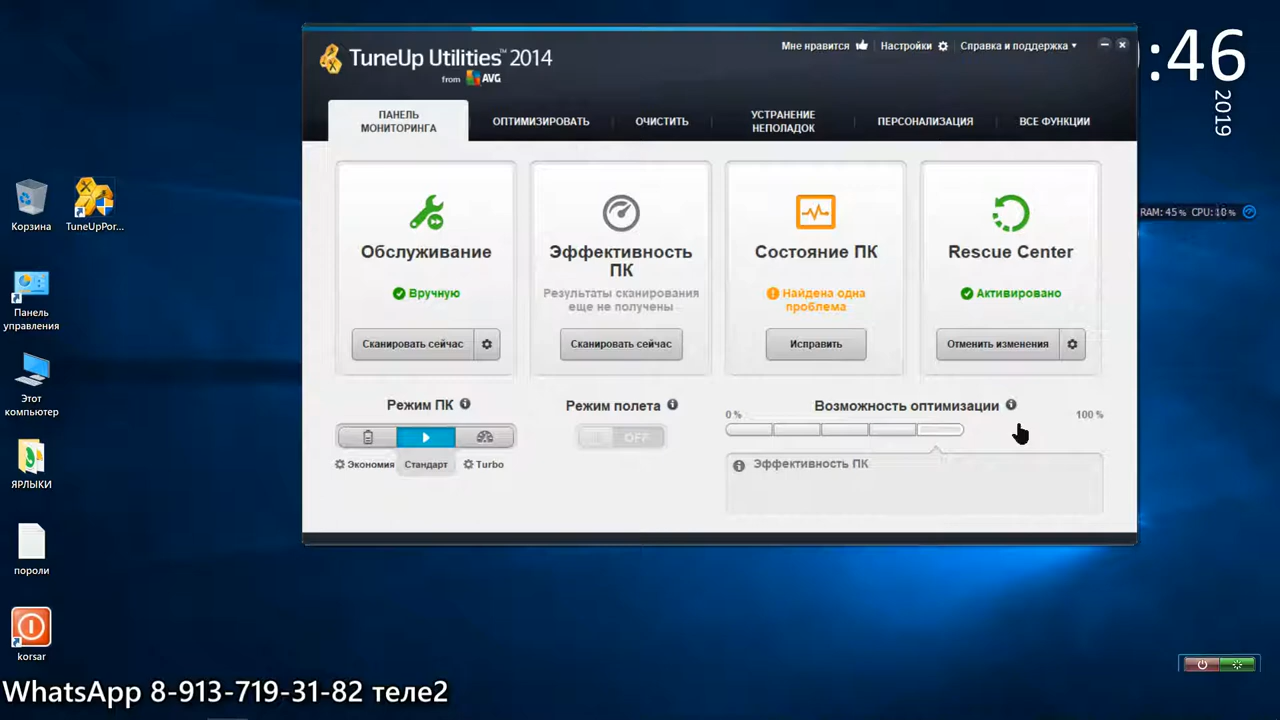 TuneUp Utilities™ 2014
from AVG
Мне нравится
Настройки
Справка и поддержка
:46
2019
ПАНЕЛЬ
МОНИТОРИНГА
ОПТИМИЗИРОВАТЬ
ОЧИСТИТЬ
УСТРАНЕНИЕ
НЕПОЛАДОК
ПЕРСОНАЛИЗАЦИЯ
ВСЕ ФУНКЦИИ
Обслуживание
Вручную
Сканировать сейчас
Эффективность
ПК
Результаты сканирования
еще не получены
Сканировать сейчас
Состояние ПК
Найдена одна
проблема
Исправить
Rescue Center
Активировано
Отменить изменения
RAM: 45% CPU: 10%
Режим ПК
Экономия
Стандарт
Turbo
Режим полета
OFF
Возможность оптимизации
0 %
100 %
Эффективность ПК
Корзина
TuneUpPor...
Панель
управления
Этот
компьютер
ЯРЛЫКИ
пороли
korsar
WhatsApp 8-913-719-31-82 теле2